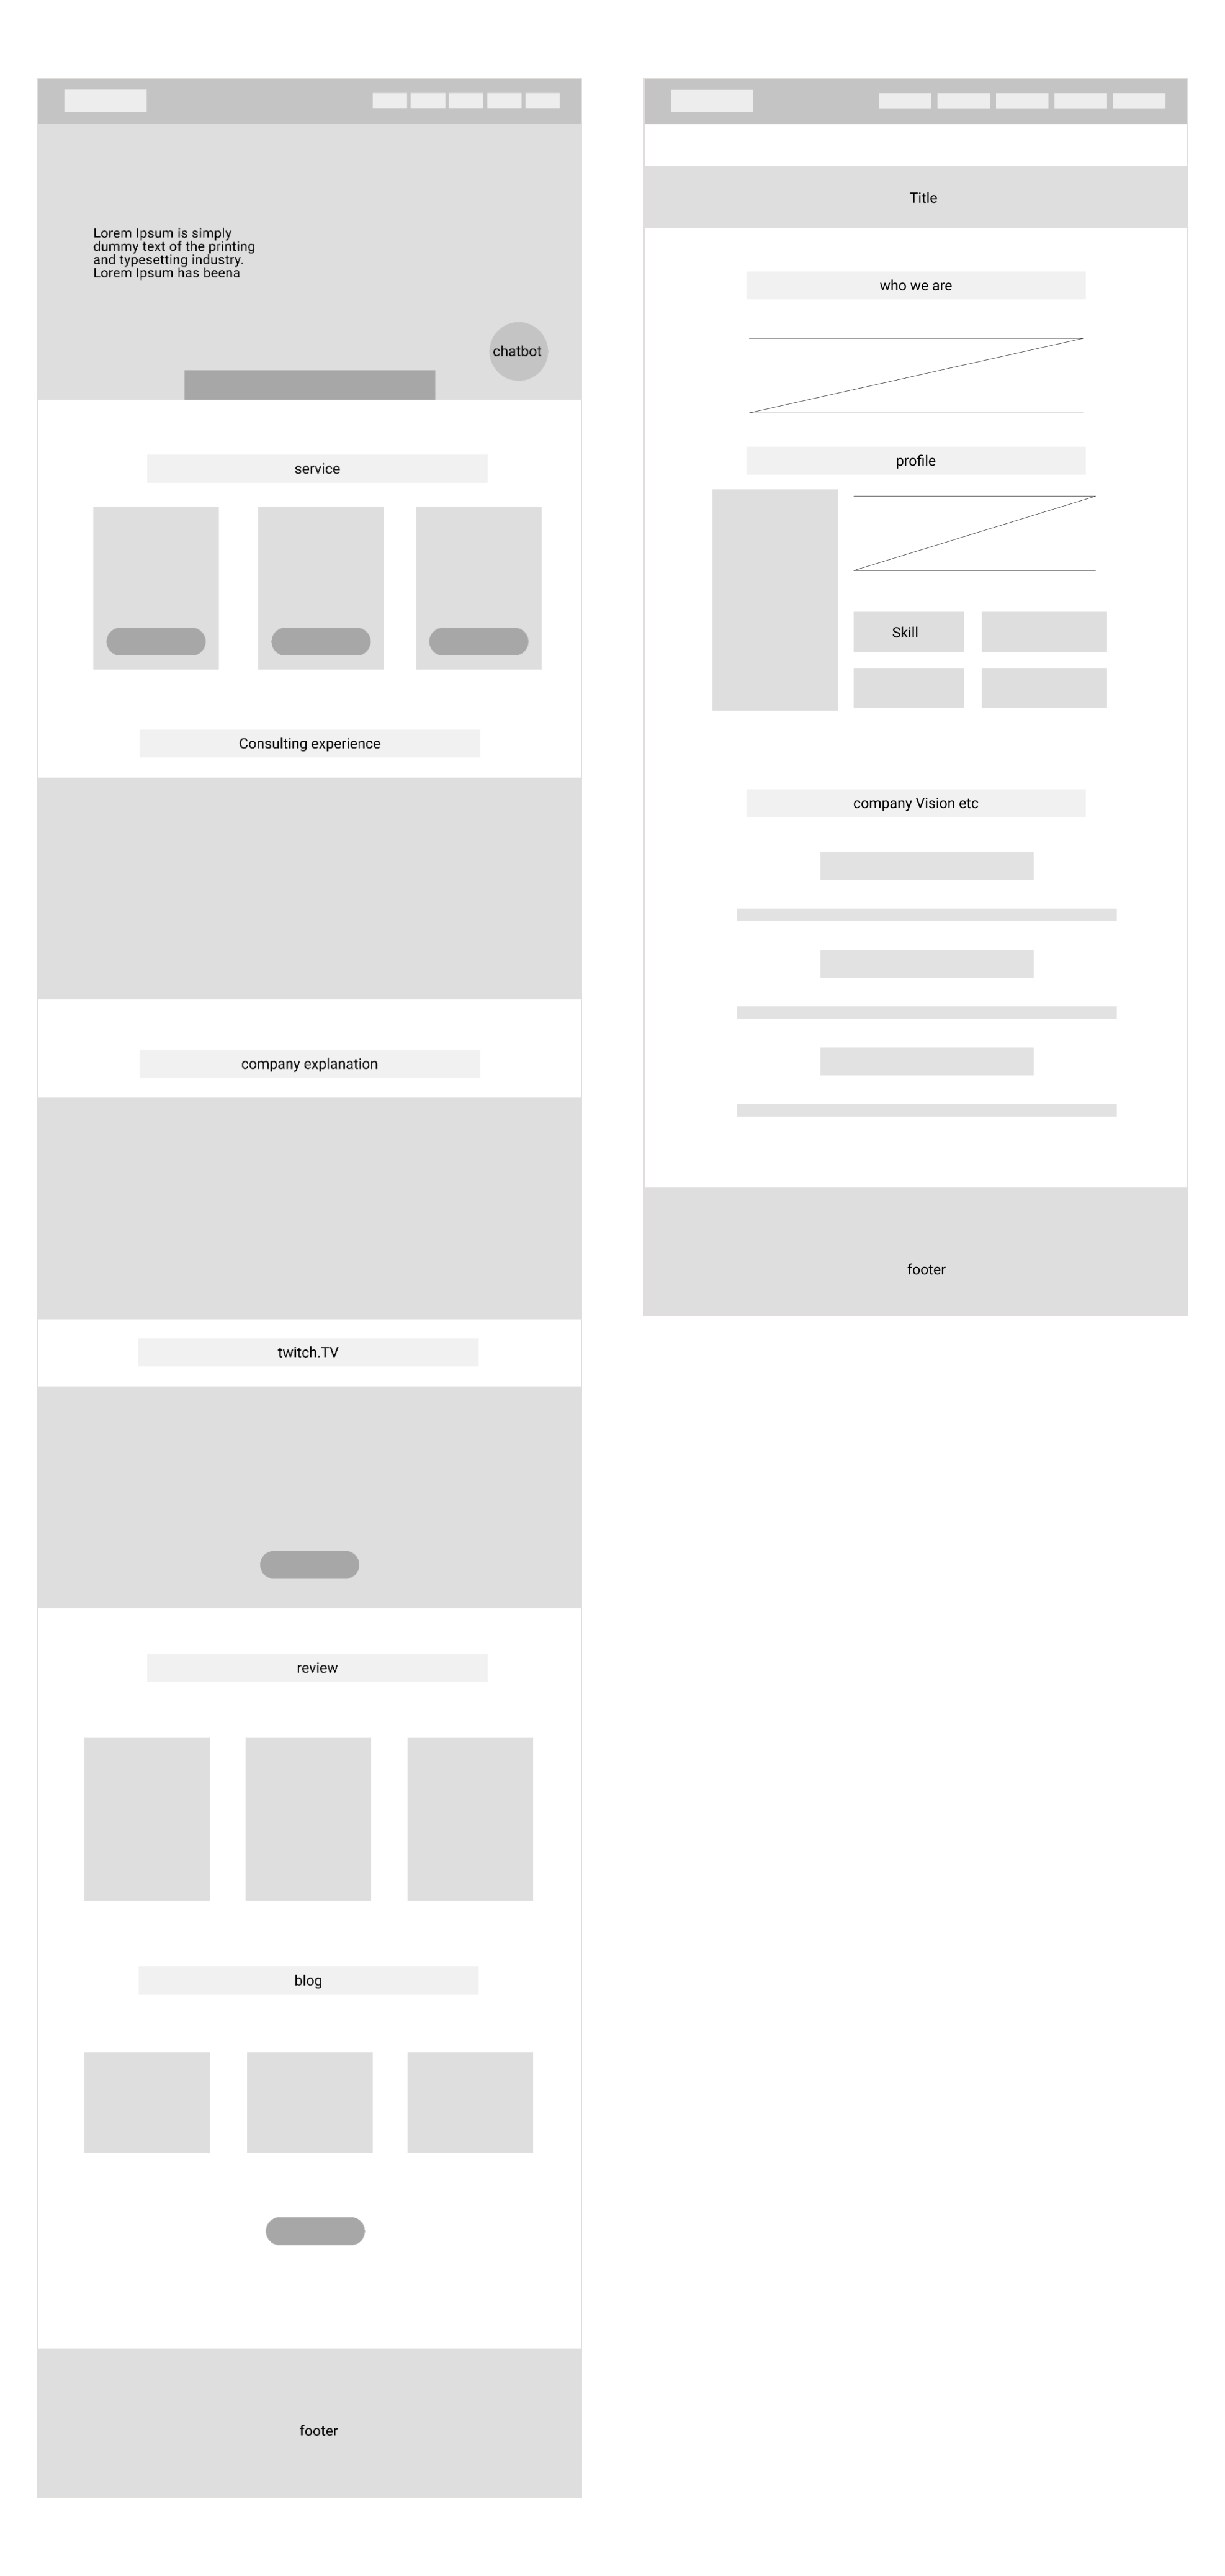 Lorem Ipsum is simply
dummy text of the printing
and typesetting industry.
Lorem Ipsum has beena
chatbot
service
Consulting experience
company explanation
twitch.TV
review
blog
footer
Title
who we are
profile
Skill
company Vision etc
footer